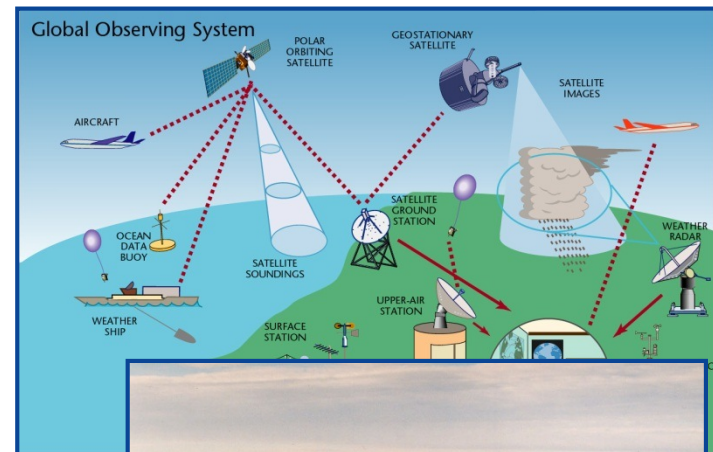 Global Observing System
POLAR
ORBITING
SATELLITE
GEOSTATIONARY
SATELLITE
SATELLITE
IMAGES
AIRCRAFT
OCEAN
DATA
BUOY
SATELLITE
SOUNDINGS
SATELLITE
GROUND
STATION
WEATHER
RADAR
WEATHER
SHIP
UPPER-AIR
STATION
SURFACE
STATION